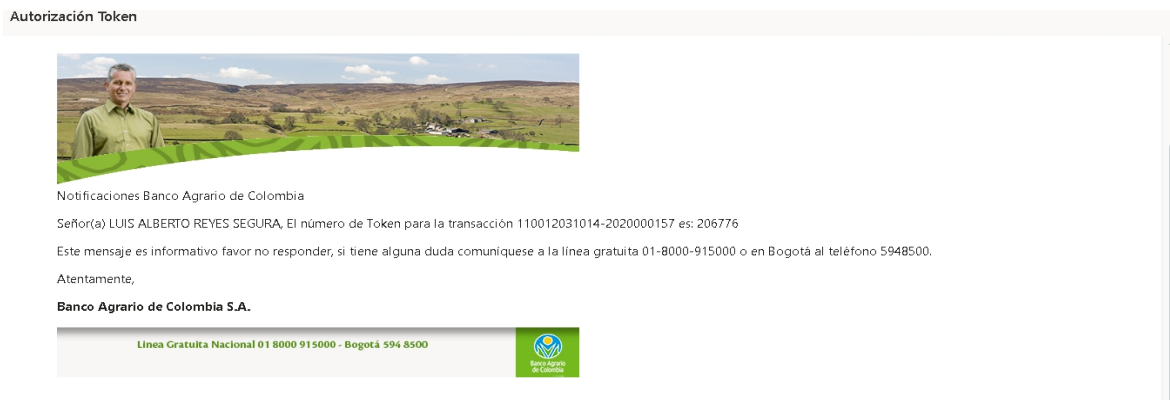 Autorización Token
Notificaciones Banco Agrario de Colombia
Señor(a) LUIS ALBERTO REYES SEGURA, El número de Token para la transacción 110012031014-2020000157 es: 206776
Este mensaje es informativo favor no responder, si tiene alguna duda comuníquese a la línea gratuita 01-8000-915000 o en Bogotá al teléfono 5948500.
Atentamente,
Banco Agrario de Colombia S.A.
Linea Gratuita Nacional 01 8000 915000 - Bogotá 594 8500
Banco Agrario
de Colombia